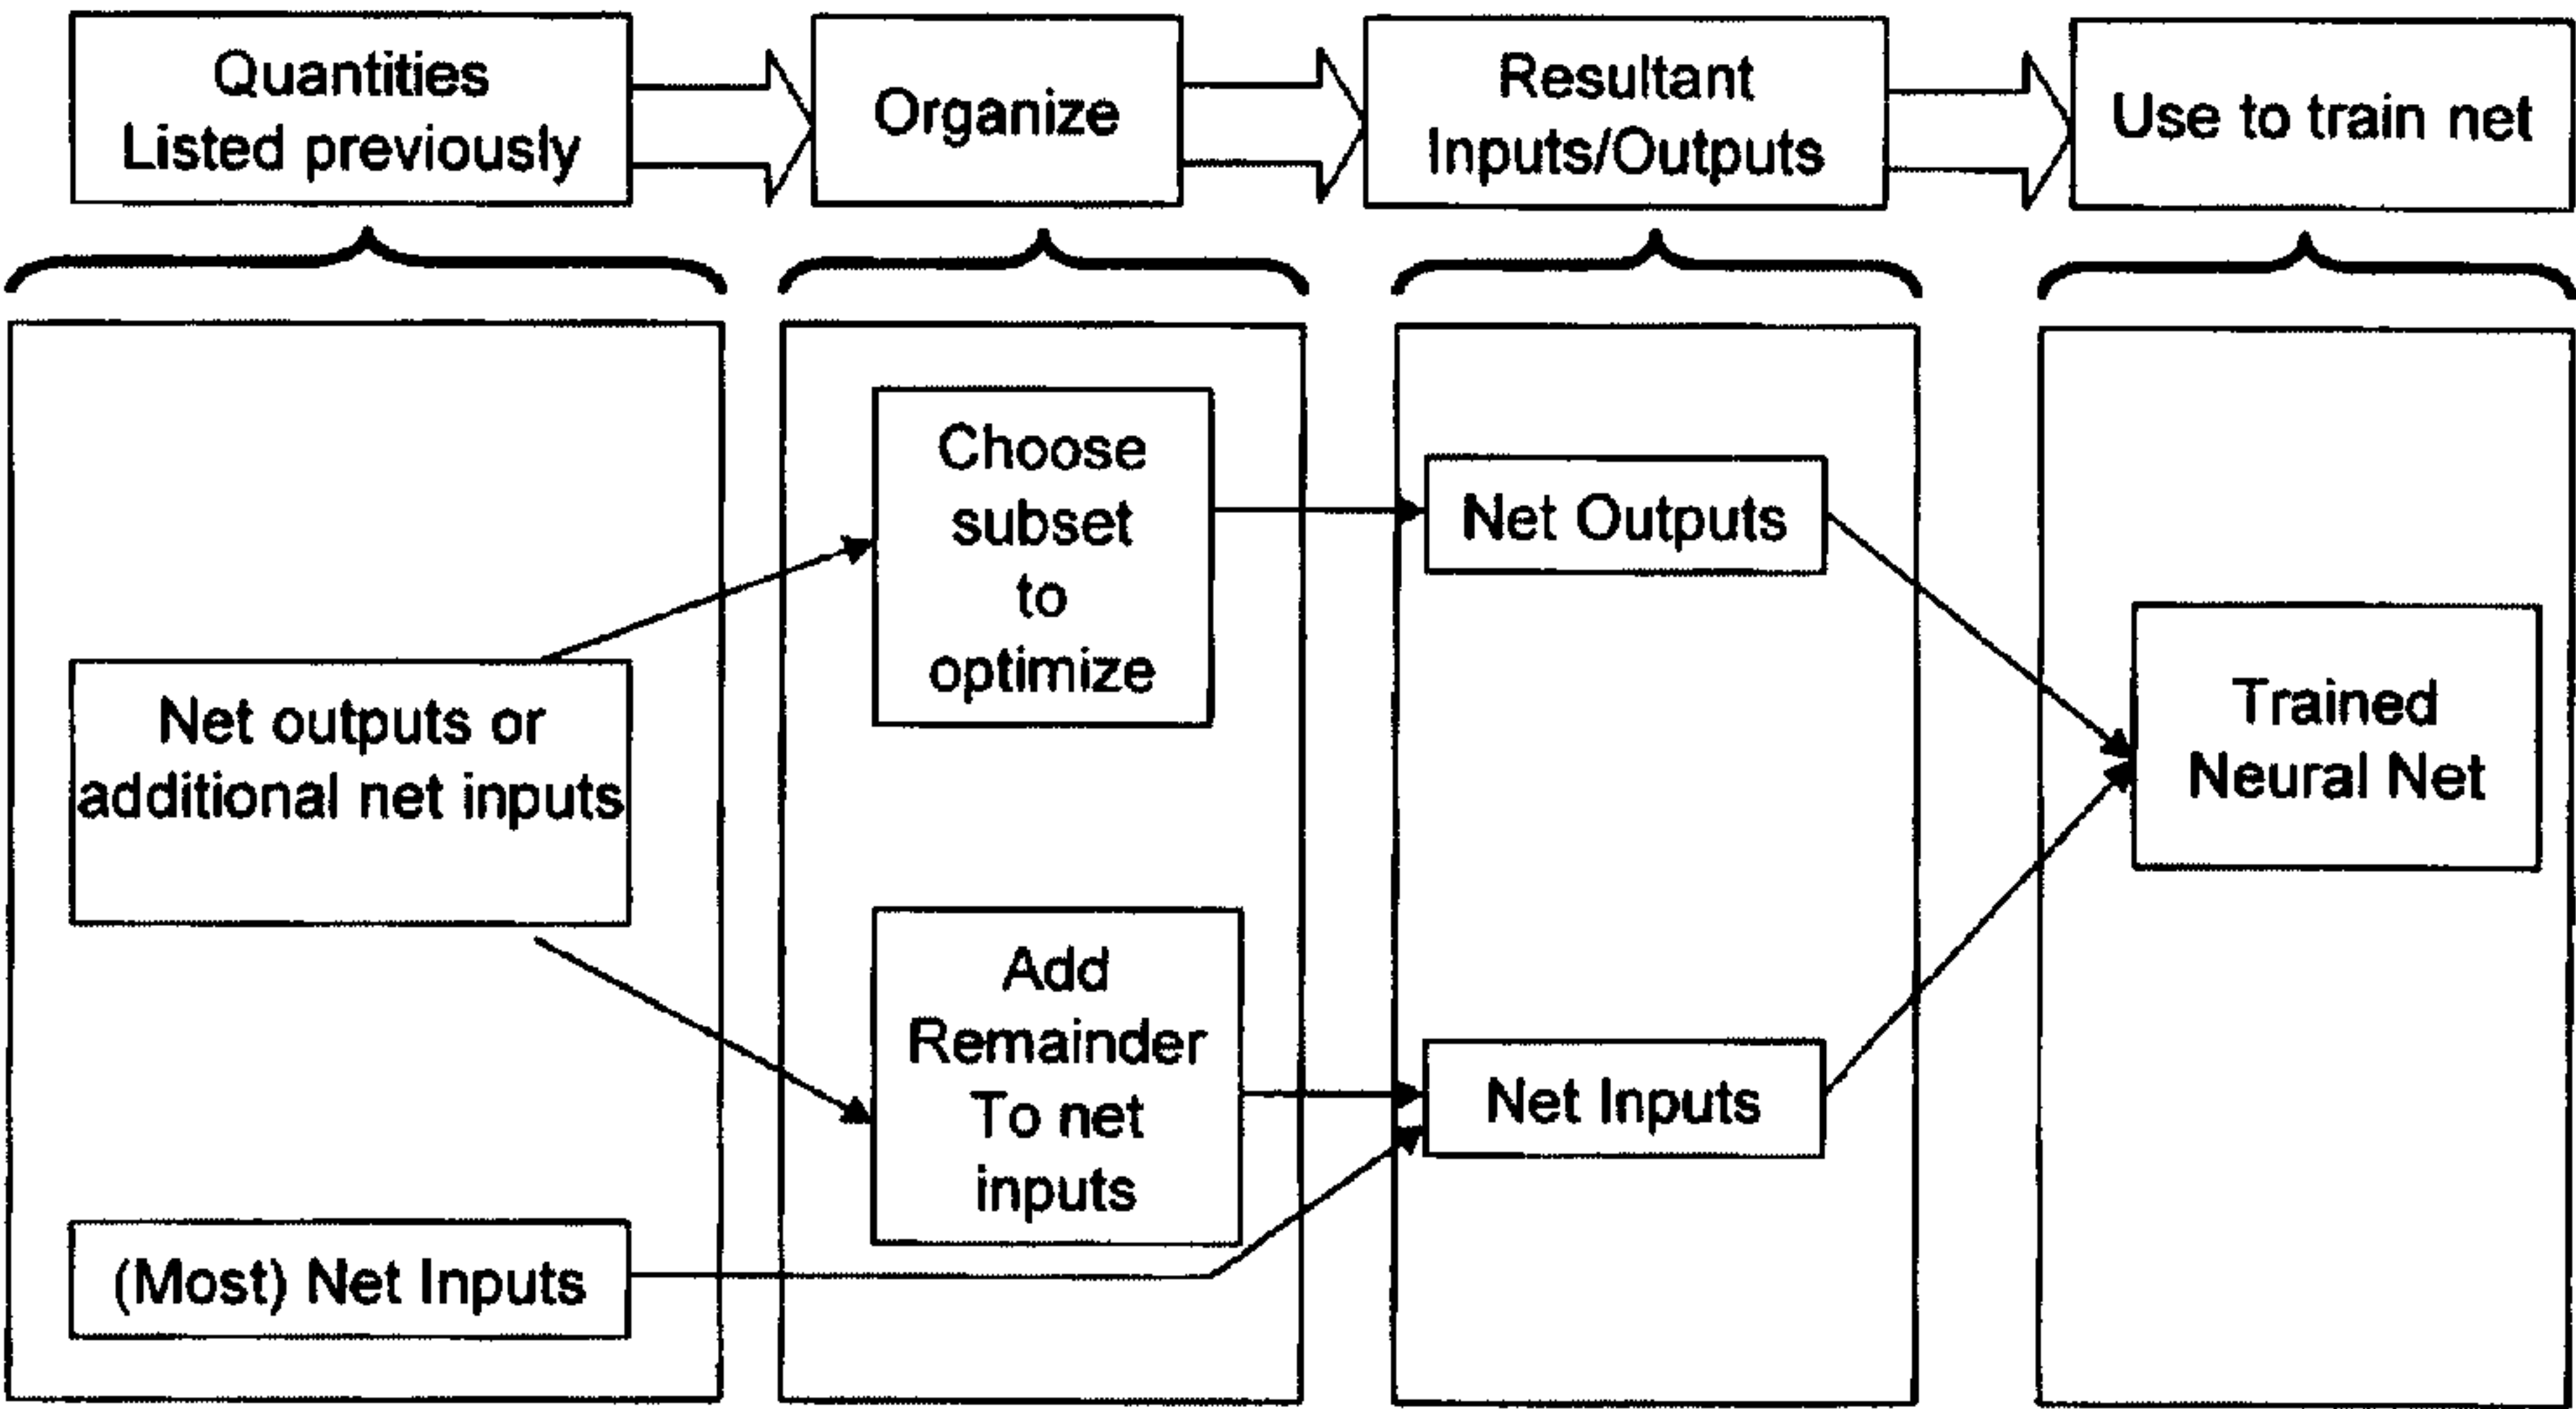 Quantities
Listed previously
Organize
Resultant
Inputs/Outputs
Use to train net
Net outputs or
additional net inputs
(Most) Net Inputs
Choose
subset
to
optimize
Add
Remainder
To net
inputs
Net Outputs
Net Inputs
Trained
Neural Net